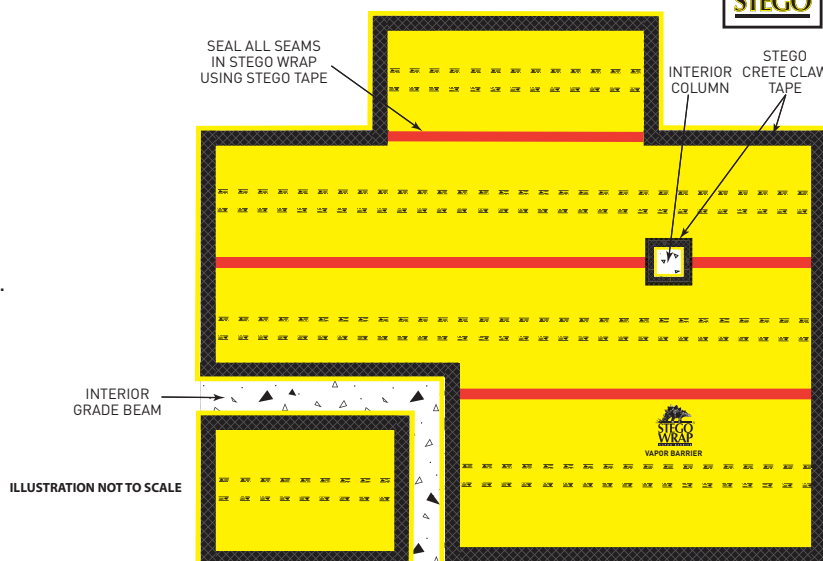 STEGO
SEAL ALL SEAMS
IN STEGO WRAP
USING STEGO TAPE
INTERIOR
COLUMN
STEGO
CRETE CLAW
TAPE
.
INTERIOR
GRADE BEAM
STEGO
WRAP
VAPOR BARRIER
ILLUSTRATION NOT TO SCALE